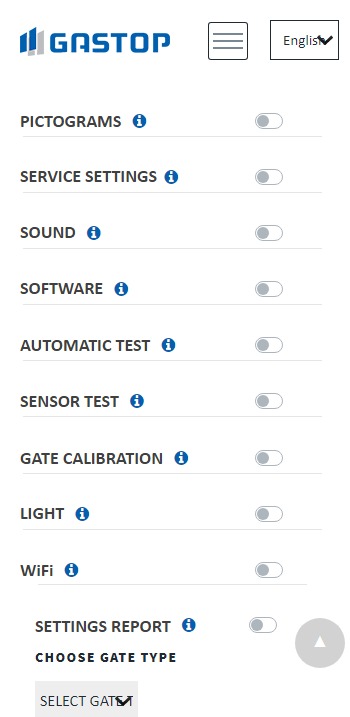 GASTOP
English
PICTOGRAMS
SERVICE SETTINGS
SOUND
SOFTWARE
AUTOMATIC TEST
SENSOR TEST
GATE CALIBRATION
LIGHT
WiFi
SETTINGS REPORT
CHOOSE GATE TYPE
SELECT GATE T